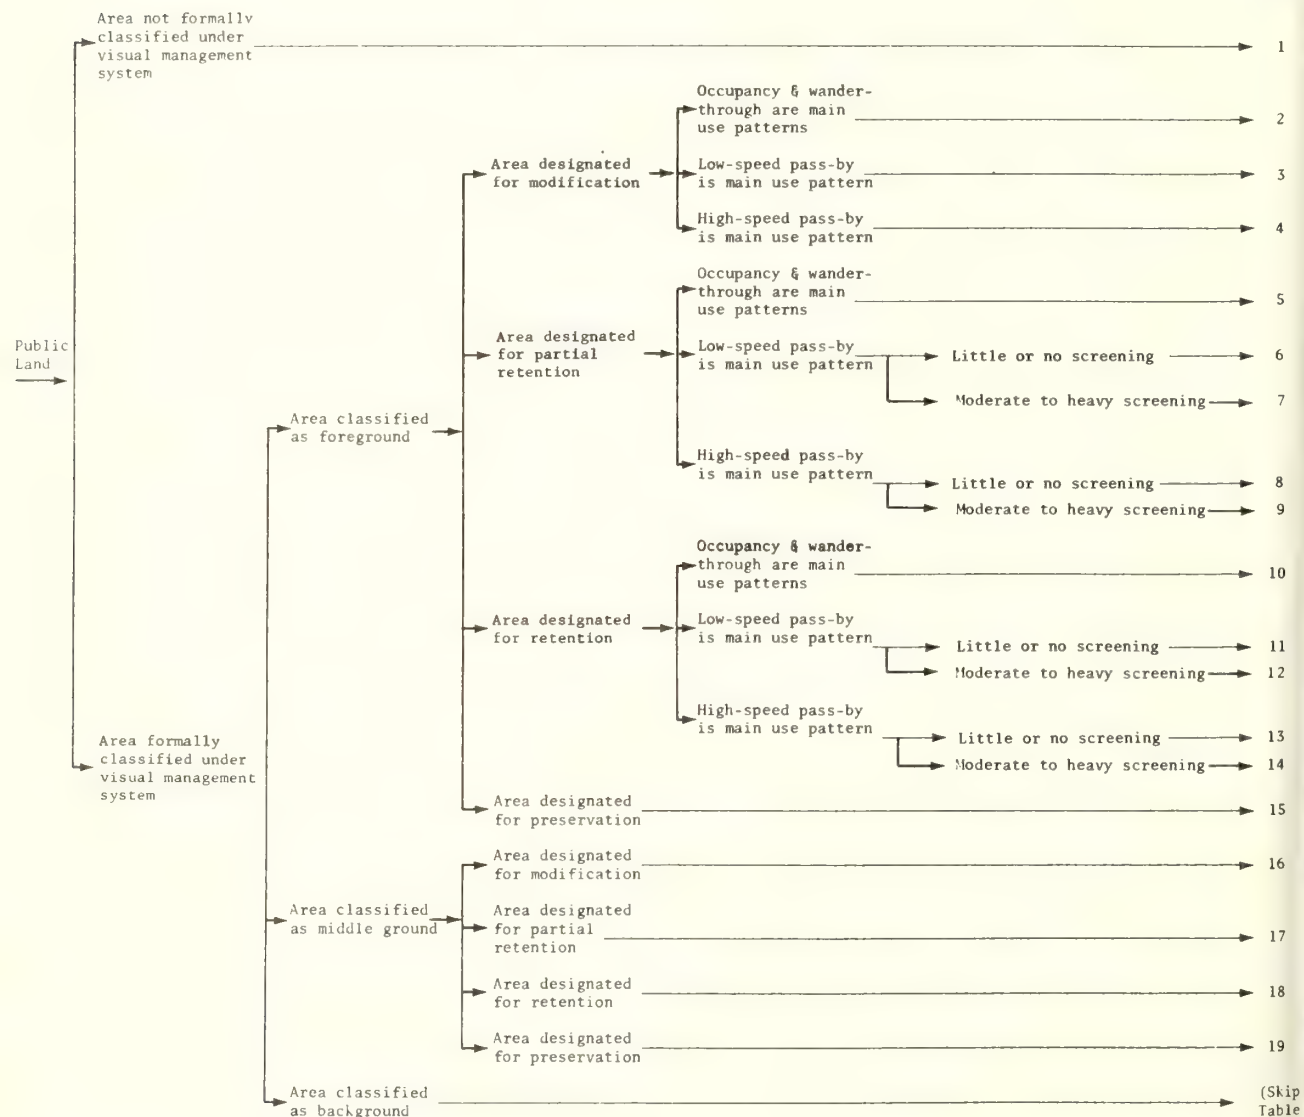 Area not formally
classified under
visual management
system
1
Occupancy & wander-
through are main
use patterns
2
Area designated
for modification
Low-speed pass-by
is main use pattern
3
High-speed pass-by
is main use pattern
4
Occupancy & wander-
through are main
use patterns
5
Public
Land
Area designated
for partial
retention
Low-speed pass-by
is main use pattern
Little or no screening
6
Moderate to heavy screening
7
Area classified
as foreground
High-speed pass-by
is main use pattern
Little or no screening
8
Moderate to heavy screening
9
Occupancy & wander-
through are main
use patterns
10
Area designated
for retention
Low-speed pass-by
is main use pattern
Little or no screening
11
Moderate to heavy screening
12
High-speed pass-by
is main use pattern
Little or no screening
13
Moderate to heavy screening
14
Area formally
classified under
visual management
system
Area designated
for preservation
15
Area designated
for modification
16
Area classified
as middle ground
Area designated
for partial
retention
17
Area designated
for retention
18
Area designated
for preservation
19
Area classified
as background
(Skip
Table